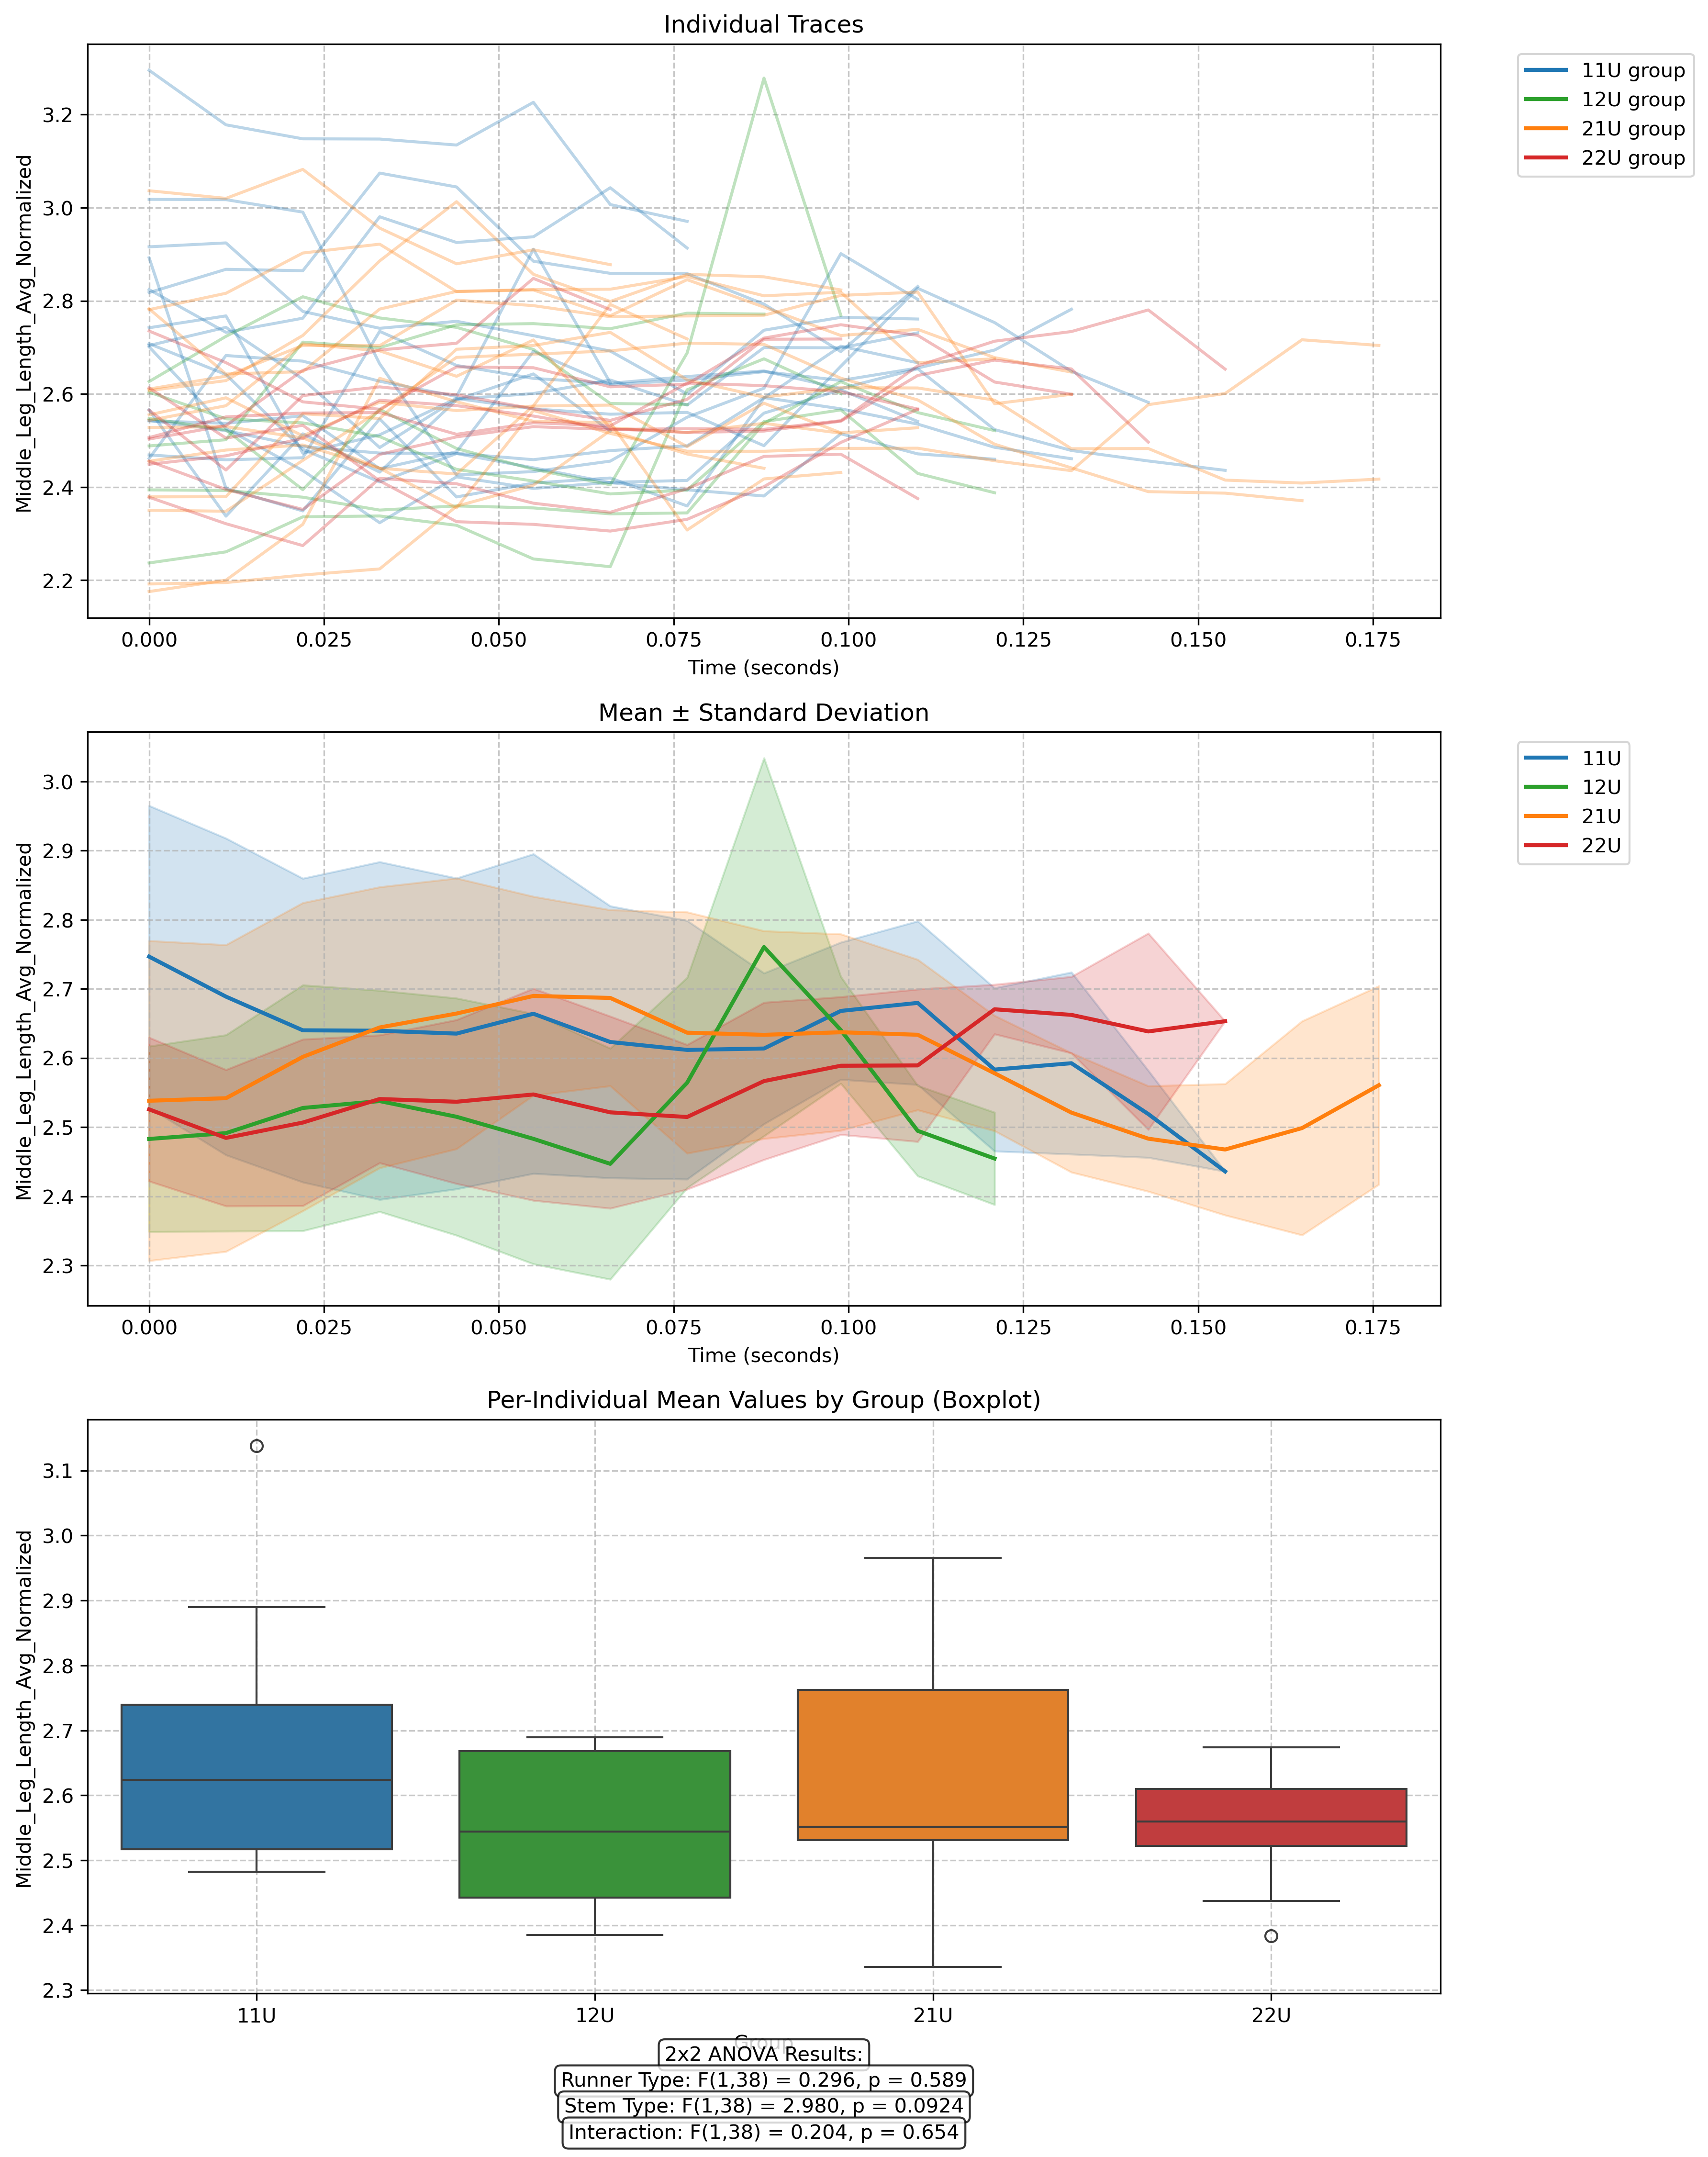 Individual Traces
Middle_Leg_Length_Avg_Normalized
3.2
3.0
2.8
2.6
2.4
2.2
0.000 0.025 0.050 0.075 0.100 0.125 0.150 0.175
Time (seconds)
11U group
12U group
21U group
22U group
Mean ± Standard Deviation
Middle_Leg_Length_Avg_Normalized
3.0
2.9
2.8
2.7
2.6
2.5
2.4
2.3
0.000 0.025 0.050 0.075 0.100 0.125 0.150 0.175
Time (seconds)
11U
12U
21U
22U
Per-Individual Mean Values by Group (Boxplot)
Middle_Leg_Length_Avg_Normalized
3.1
3.0
2.9
2.8
2.7
2.6
2.5
2.4
2.3
11U 12U 21U 22U
Group
2x2 ANOVA Results:
Runner Type: F(1,38) = 0.296, p = 0.589
Stem Type: F(1,38) = 2.980, p = 0.0924
Interaction: F(1,38) = 0.204, p = 0.654